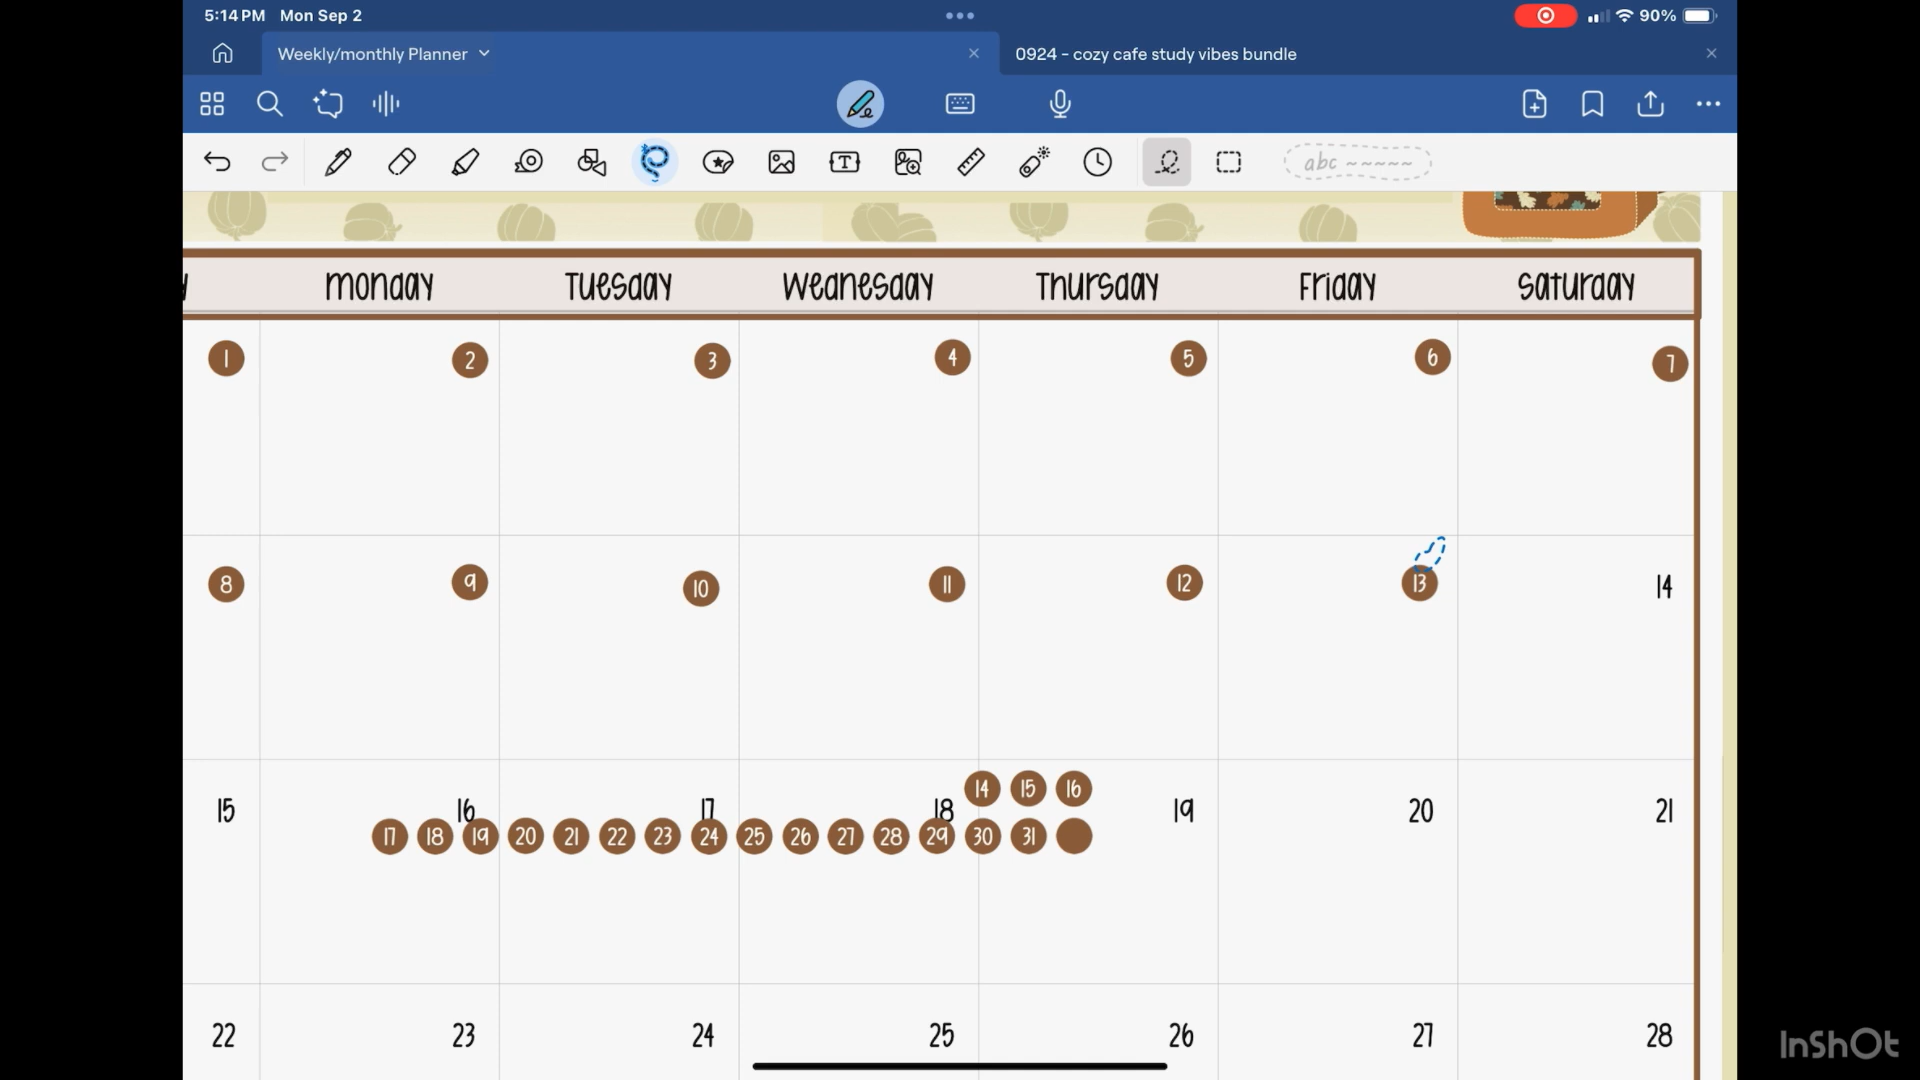 5:14 PM Mon Sep 2
90%
Weekly/monthly Planner
0924 - cozy cafe study vibes bundle
T
abc
y monday Tuesday Wednesday Thursday Friday Saturday
1 2 3 4 5 6 7
8 9 10 11 12 13 14
14 15 16
15 16 17 18 19 20 21
17 18 19 20 21 22 23 24 25 26 27 28 29 30 31
22 23 24 25 26 27 28
InShOt